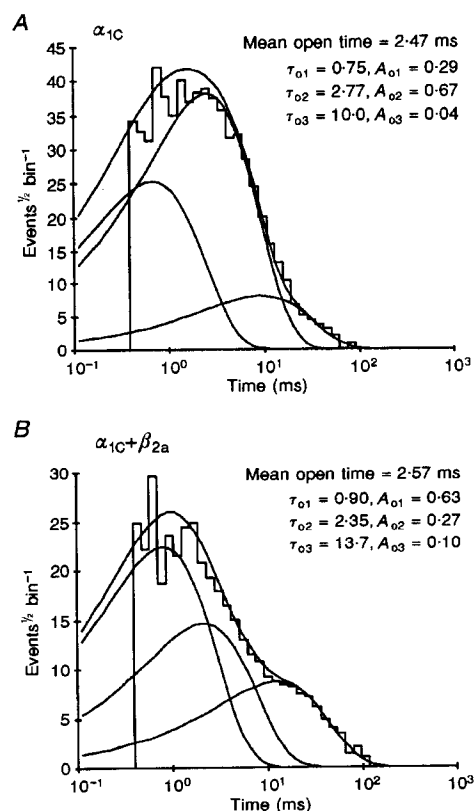 A
α1C
Mean open time = 2·47 ms
τo1 = 0·75, Ao1 = 0·29
τo2 = 2·77, Ao2 = 0·67
τo3 = 10·0, Ao3 = 0·04
45
40
35
30
25
20
15
10
5
0
Events½ bin⁻¹
10⁻¹ 10⁰ 10¹ 10² 10³
Time (ms)
B
α1C+β2a
Mean open time = 2·57 ms
τo1 = 0·90, Ao1 = 0·63
τo2 = 2·35, Ao2 = 0·27
τo3 = 13·7, Ao3 = 0·10
30
25
20
15
10
5
0
Events½ bin⁻¹
10⁻¹ 10⁰ 10¹ 10² 10³
Time (ms)